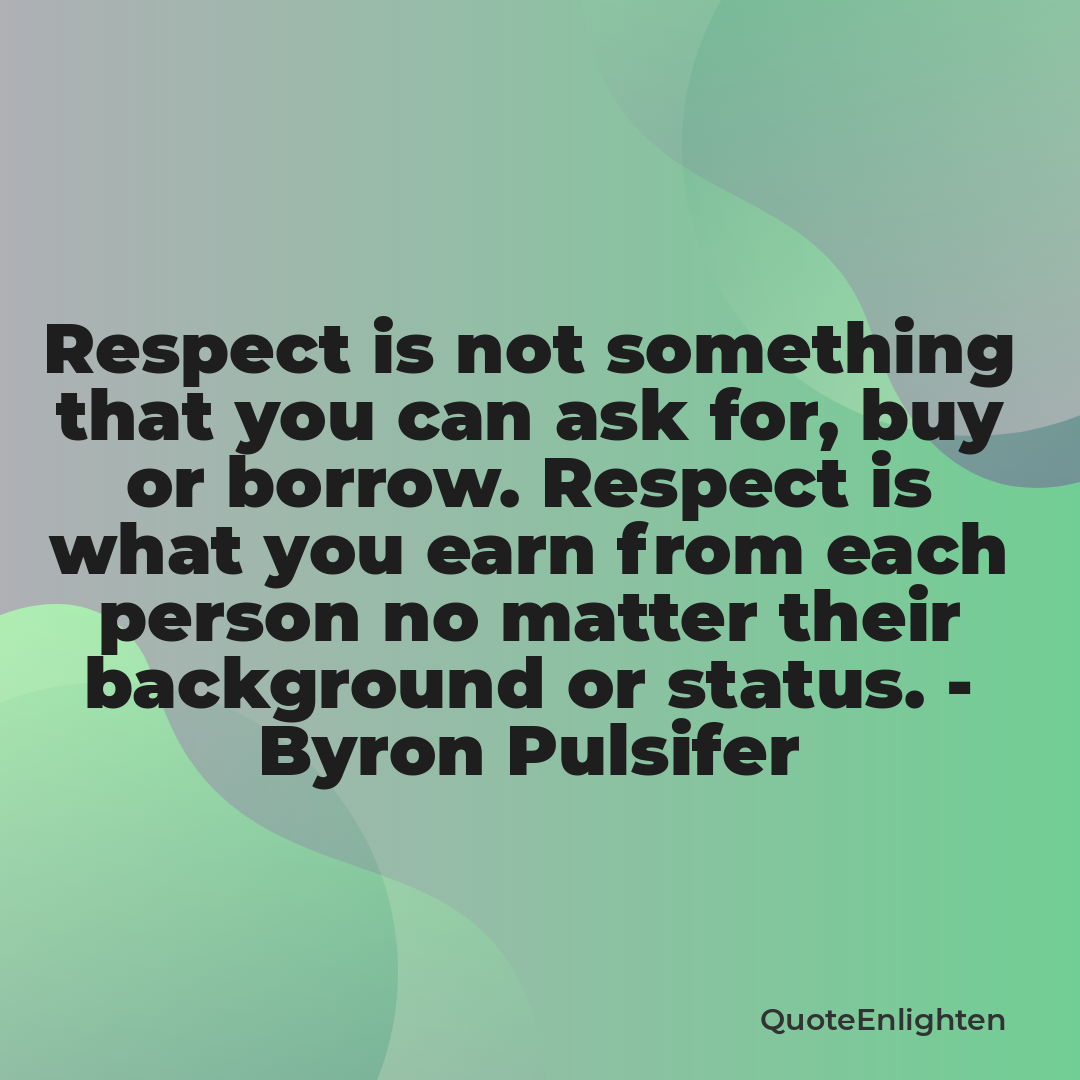 Respect is not something
that you can ask for, buy
or borrow. Respect is
what you earn from each
person no matter their
background or status. -
Byron Pulsifer
QuoteEnlighten